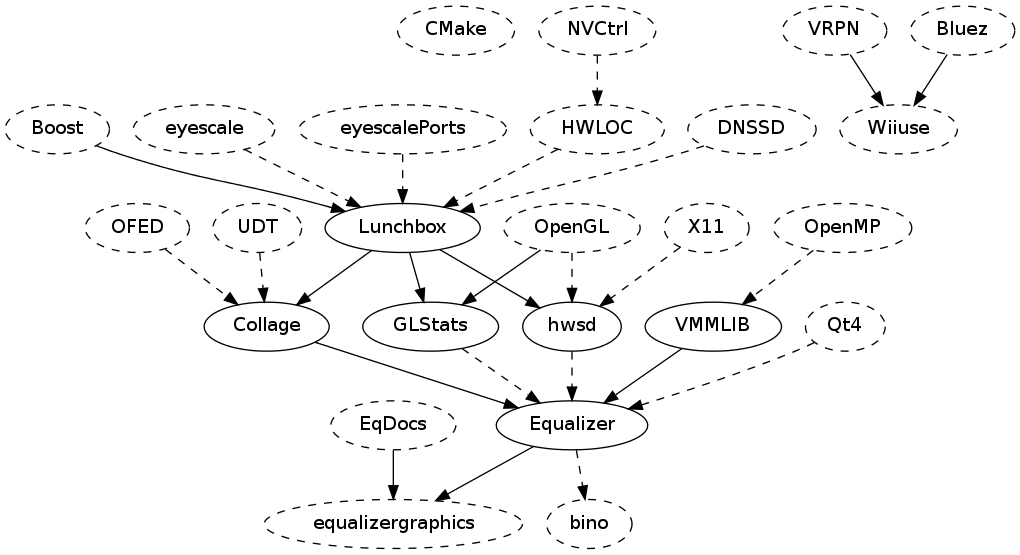 CMake
NVCtrl
VRPN
Bluez
Boost
eyescale
eyescalePorts
HWLOC
DNSSD
Wiiuse
OFED
UDT
Lunchbox
OpenGL
X11
OpenMP
Collage
GLStats
hwsd
VMMLIB
Qt4
EqDocs
Equalizer
equalizergraphics
bino